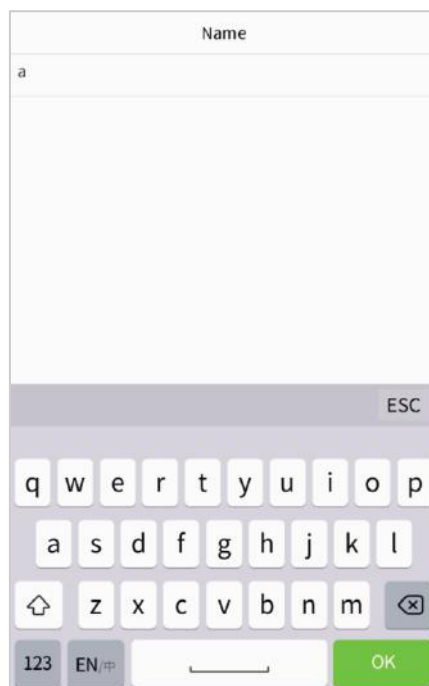 Name
a
ESC
q w e r t y u i o p
a s d f g h j k l
z x c v b n m
123 EN/中 OK